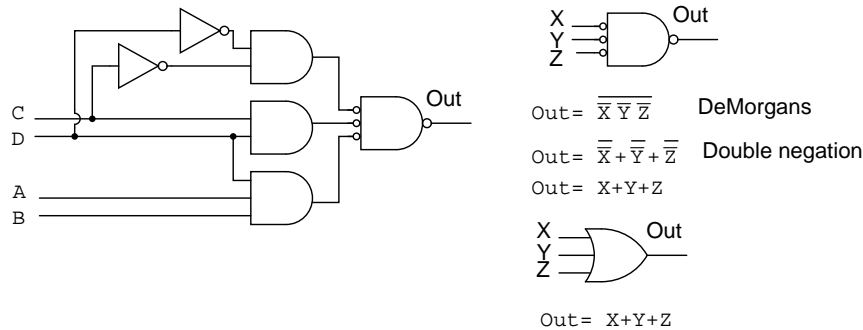 C
D
A
B
Out
X
Y
Z
Out
Out= X̅ Y̅ Z̅ DeMorgans
Out= X̿+Y̿+Z̿ Double negation
Out= X+Y+Z
X
Y
Z
Out
Out= X+Y+Z